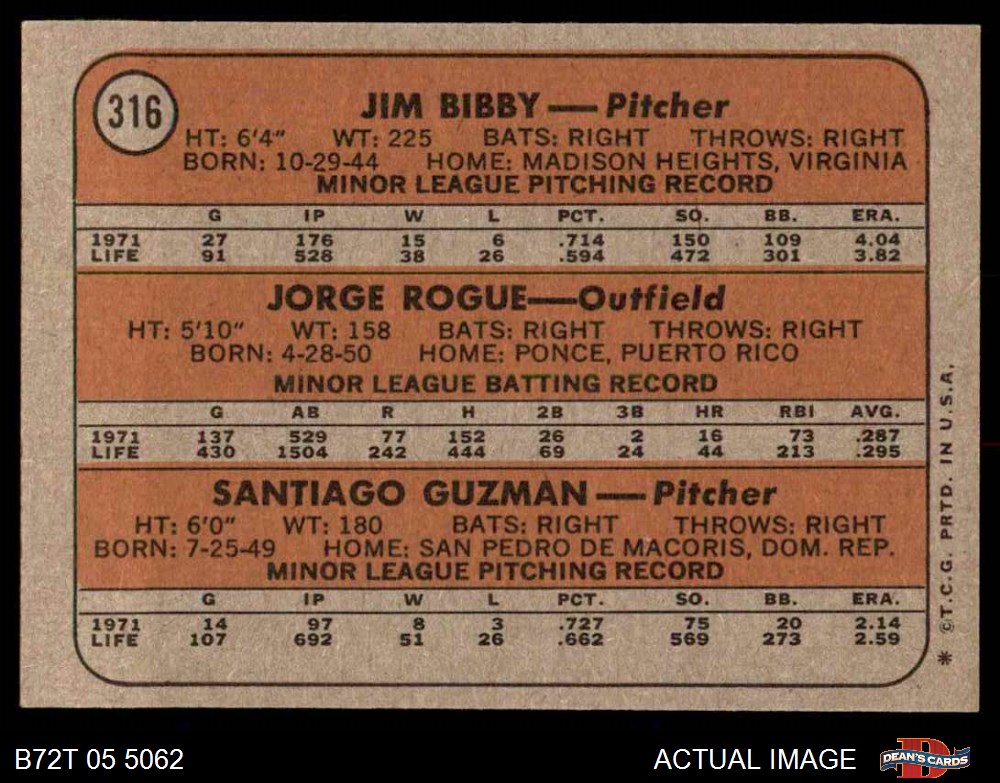 316
JIM BIBBY — Pitcher
HT: 6'4" WT: 225 BATS: RIGHT THROWS: RIGHT
BORN: 10-29-44 HOME: MADISON HEIGHTS, VIRGINIA
MINOR LEAGUE PITCHING RECORD
G IP W L PCT. SO. BB. ERA.
1971 27 176 15 6 .714 150 109 4.04
LIFE 91 528 38 26 .594 472 301 3.82
JORGE ROGUE—Outfield
HT: 5'10" WT: 158 BATS: RIGHT THROWS: RIGHT
BORN: 4-28-50 HOME: PONCE, PUERTO RICO
MINOR LEAGUE BATTING RECORD
G AB R H 2B 3B HR RBI AVG.
1971 137 529 77 152 26 2 16 73 .287
LIFE 430 1504 242 444 69 24 44 213 .295
SANTIAGO GUZMAN — Pitcher
HT: 6'0" WT: 180 BATS: RIGHT THROWS: RIGHT
BORN: 7-25-49 HOME: SAN PEDRO DE MACORIS, DOM. REP.
MINOR LEAGUE PITCHING RECORD
G IP W L PCT. SO. BB. ERA.
1971 14 97 8 3 .727 75 20 2.14
LIFE 107 692 51 26 .662 569 273 2.59
* ©T.C.G. PRTD. IN U.S.A.
B72T 05 5062 ACTUAL IMAGE
DEAN'S CARDS